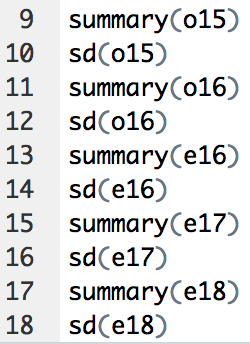 9 summary(o15)
10 sd(o15)
11 summary(o16)
12 sd(o16)
13 summary(e16)
14 sd(e16)
15 summary(e17)
16 sd(e17)
17 summary(e18)
18 sd(e18)